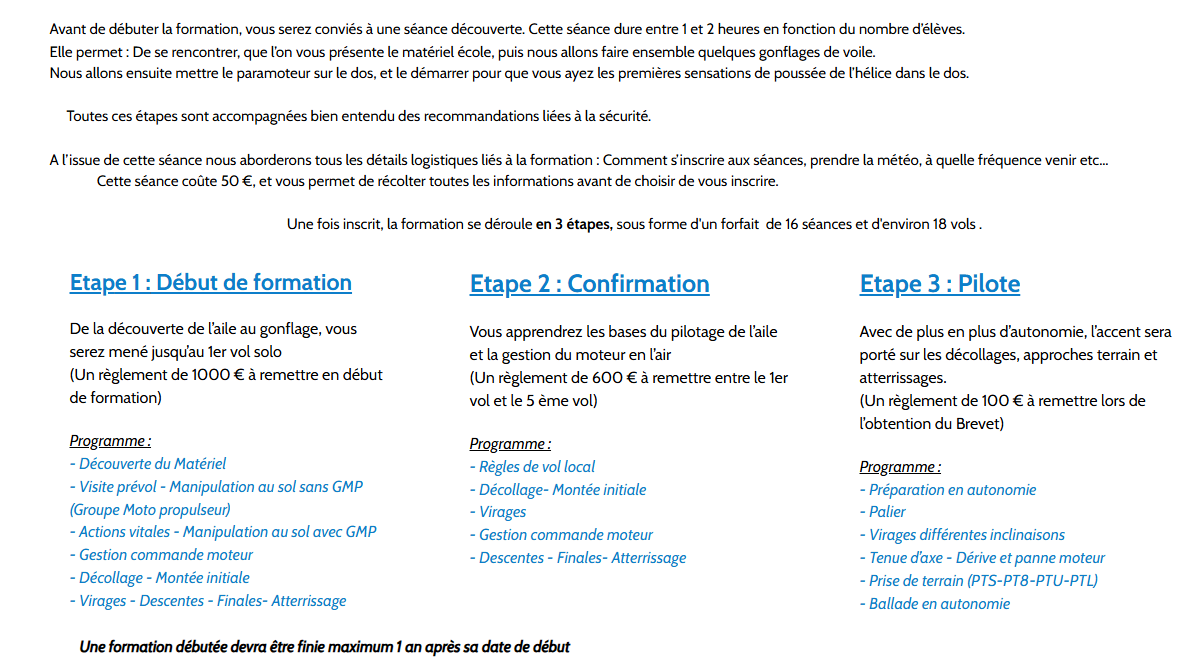 Avant de débuter la formation, vous serez conviés à une séance découverte. Cette séance dure entre 1 et 2 heures en fonction du nombre d'élèves.
Elle permet : De se rencontrer, que l'on vous présente le matériel école, puis nous allons faire ensemble quelques gonflages de voile.
Nous allons ensuite mettre le paramoteur sur le dos, et le démarrer pour que vous ayez les premières sensations de poussée de l'hélice dans le dos.
Toutes ces étapes sont accompagnées bien entendu des recommandations liées à la sécurité.
A l'issue de cette séance nous aborderons tous les détails logistiques liés à la formation : Comment s'inscrire aux séances, prendre la météo, à quelle fréquence venir etc...
Cette séance coûte 50 €, et vous permet de récolter toutes les informations avant de choisir de vous inscrire.
Une fois inscrit, la formation se déroule en 3 étapes, sous forme d'un forfait de 16 séances et d'environ 18 vols .
Etape 1 : Début de formation
De la découverte de l'aile au gonflage, vous
serez mené jusqu'au 1er vol solo
(Un règlement de 1000 € à remettre en début
de formation)
Programme :
- Découverte du Matériel
- Visite prévol - Manipulation au sol sans GMP
(Groupe Moto propulseur)
- Actions vitales - Manipulation au sol avec GMP
- Gestion commande moteur
- Décollage - Montée initiale
- Virages - Descentes - Finales- Atterrissage
Etape 2 : Confirmation
Vous apprendrez les bases du pilotage de l'aile
et la gestion du moteur en l'air
(Un règlement de 600 € à remettre entre le 1er
vol et le 5 ème vol)
Programme :
- Règles de vol local
- Décollage- Montée initiale
- Virages
- Gestion commande moteur
- Descentes - Finales- Atterrissage
Etape 3 : Pilote
Avec de plus en plus d'autonomie, l'accent sera
porté sur les décollages, approches terrain et
atterrissages.
(Un règlement de 100 € à remettre lors de
l'obtention du Brevet)
Programme :
- Préparation en autonomie
- Palier
- Virages différentes inclinaisons
- Tenue d'axe - Dérive et panne moteur
- Prise de terrain (PTS-PT8-PTU-PTL)
- Ballade en autonomie
Une formation débutée devra être finie maximum 1 an après sa date de début